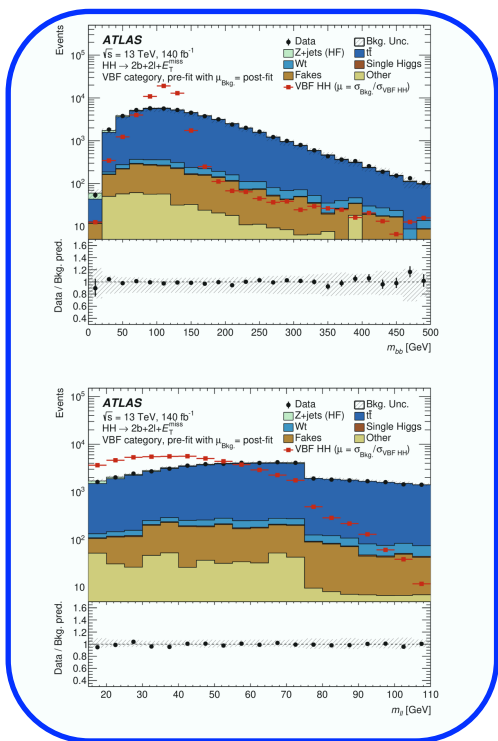 Events
ATLAS
√s = 13 TeV, 140 fb⁻¹
HH → 2b+2l+E_T^miss
VBF category, pre-fit with μ_Bkg. = post-fit
Data
Bkg. Unc.
Z+jets (HF)
tt̄
Wt
Single Higgs
Fakes
Other
VBF HH (μ = σ_Bkg./σ_VBF HH)
10⁵
10⁴
10³
10²
10
Data / Bkg. pred.
1.6
1.4
1.2
1
0.8
0.6
0.4
0 50 100 150 200 250 300 350 400 450 500
m_bb [GeV]
Events
ATLAS
√s = 13 TeV, 140 fb⁻¹
HH → 2b+2l+E_T^miss
VBF category, pre-fit with μ_Bkg. = post-fit
Data
Bkg. Unc.
Z+jets (HF)
tt̄
Wt
Single Higgs
Fakes
Other
VBF HH (μ = σ_Bkg./σ_VBF HH)
10⁴
10³
10²
10
Data / Bkg. pred.
1.6
1.4
1.2
1
0.8
0.6
0.4
20 30 40 50 60 70 80 90 100 110
m_ll [GeV]